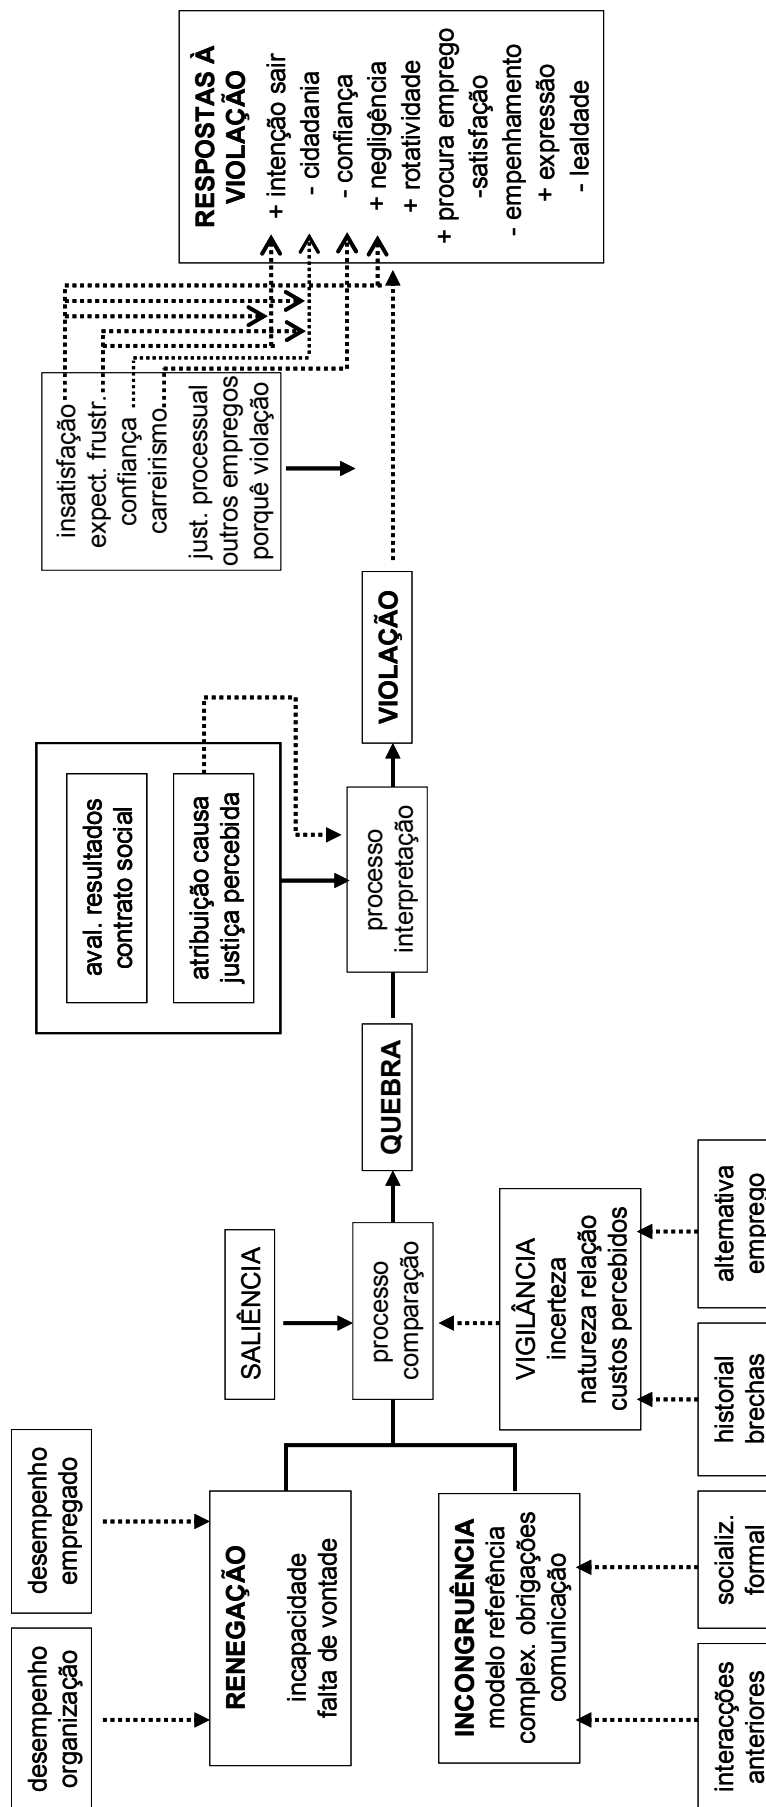 desempenho
organização
desempenho
empregado
RENEGAÇÃO
incapacidade
falta de vontade
INCONGRUÊNCIA
modelo referência
complex. obrigações
comunicação
interacções
anteriores
socializ.
formal
SALIÊNCIA
processo
comparação
VIGILÂNCIA
incerteza
natureza relação
custos percebidos
historial
brechas
alternativa
emprego
QUEBRA
aval. resultados
contrato social
atribuição causa
justiça percebida
processo
interpretação
VIOLAÇÃO
insatisfação
expect. frustr.
confiança
carreirismo
just. processual
outros empregos
porquê violação
RESPOSTAS À
VIOLAÇÃO
+ intenção sair
- cidadania
- confiança
+ negligência
+ rotatividade
+ procura emprego
-satisfação
- empenhamento
+ expressão
- lealdade